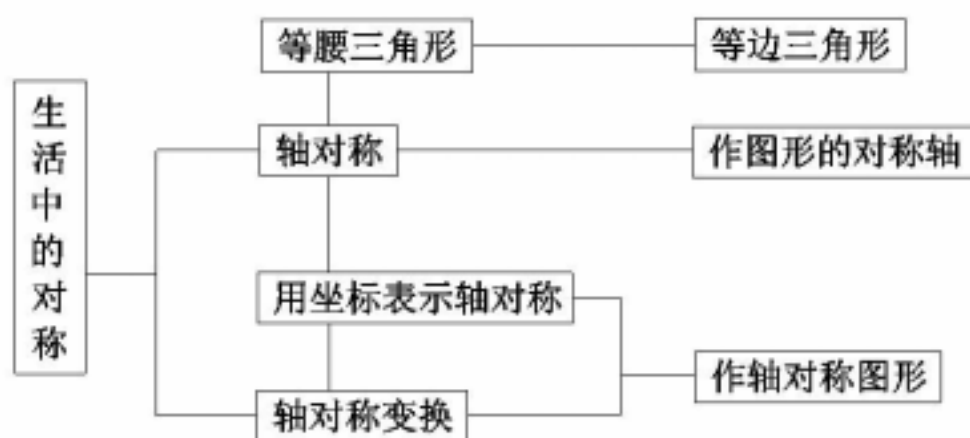 等腰三角形
等边三角形
生活中的对称
轴对称
作图形的对称轴
用坐标表示轴对称
作轴对称图形
轴对称变换